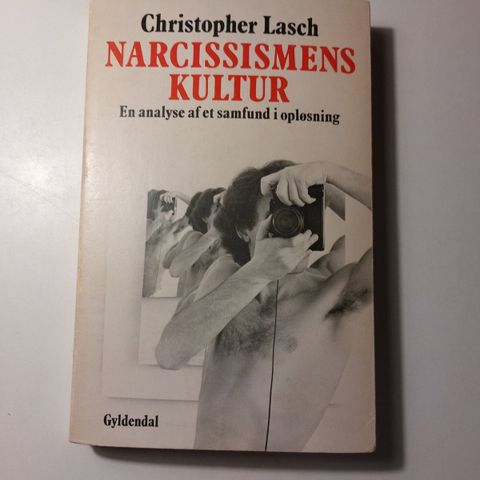 Christopher Lasch
NARCISSISMENS
KULTUR
En analyse af et samfund i opløsning
Gyldendal